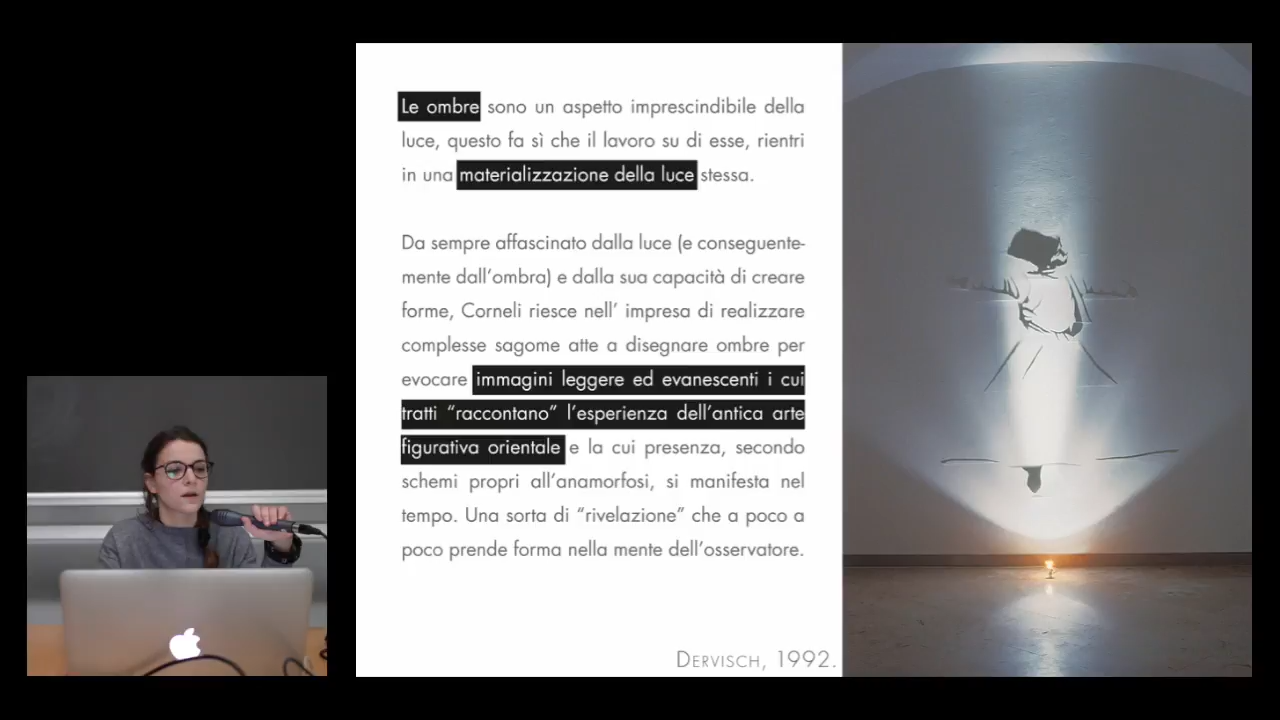 Le ombre sono un aspetto imprescindibile della
luce, questo fa sì che il lavoro su di esse, rientri
in una materializzazione della luce stessa.
Da sempre affascinato dalla luce (e conseguente-
mente dall'ombra) e dalla sua capacità di creare
forme, Corneli riesce nell' impresa di realizzare
complesse sagome atte a disegnare ombre per
evocare immagini leggere ed evanescenti i cui
tratti “raccontano” l'esperienza dell'antica arte
figurativa orientale e la cui presenza, secondo
schemi propri all'anamorfosi, si manifesta nel
tempo. Una sorta di “rivelazione” che a poco a
poco prende forma nella mente dell'osservatore.
Dervisch, 1992.